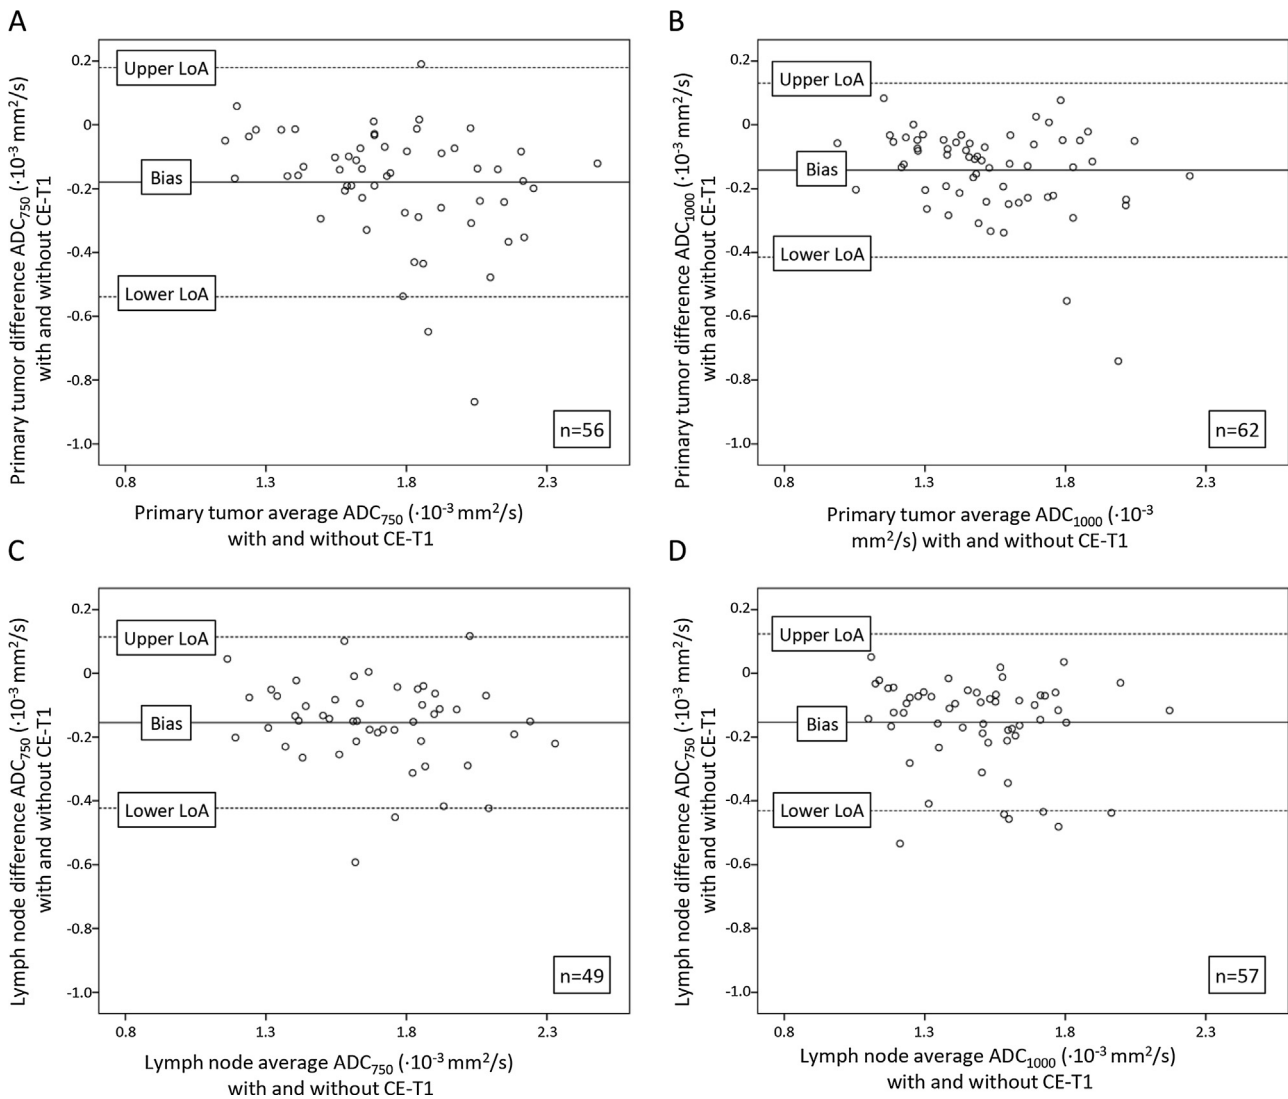 A
Primary tumor difference ADC750 (·10-3 mm2/s)
with and without CE-T1
0.2
0
-0.2
-0.4
-0.6
-0.8
-1.0
Upper LoA
Bias
Lower LoA
n=56
0.8 1.3 1.8 2.3
Primary tumor average ADC750 (·10-3 mm2/s)
with and without CE-T1
B
Primary tumor difference ADC1000 (·10-3 mm2/s)
with and without CE-T1
0.2
0
-0.2
-0.4
-0.6
-0.8
-1.0
Upper LoA
Bias
Lower LoA
n=62
0.8 1.3 1.8 2.3
Primary tumor average ADC1000 (·10-3
mm2/s) with and without CE-T1
C
Lymph node difference ADC750 (·10-3 mm2/s)
with and without CE-T1
0.2
0
-0.2
-0.4
-0.6
-0.8
-1.0
Upper LoA
Bias
Lower LoA
n=49
0.8 1.3 1.8 2.3
Lymph node average ADC750 (·10-3 mm2/s)
with and without CE-T1
D
Lymph node difference ADC750 (·10-3 mm2/s)
with and without CE-T1
0.2
0
-0.2
-0.4
-0.6
-0.8
-1.0
Upper LoA
Bias
Lower LoA
n=57
0.8 1.3 1.8 2.3
Lymph node average ADC1000 (·10-3 mm2/s)
with and without CE-T1